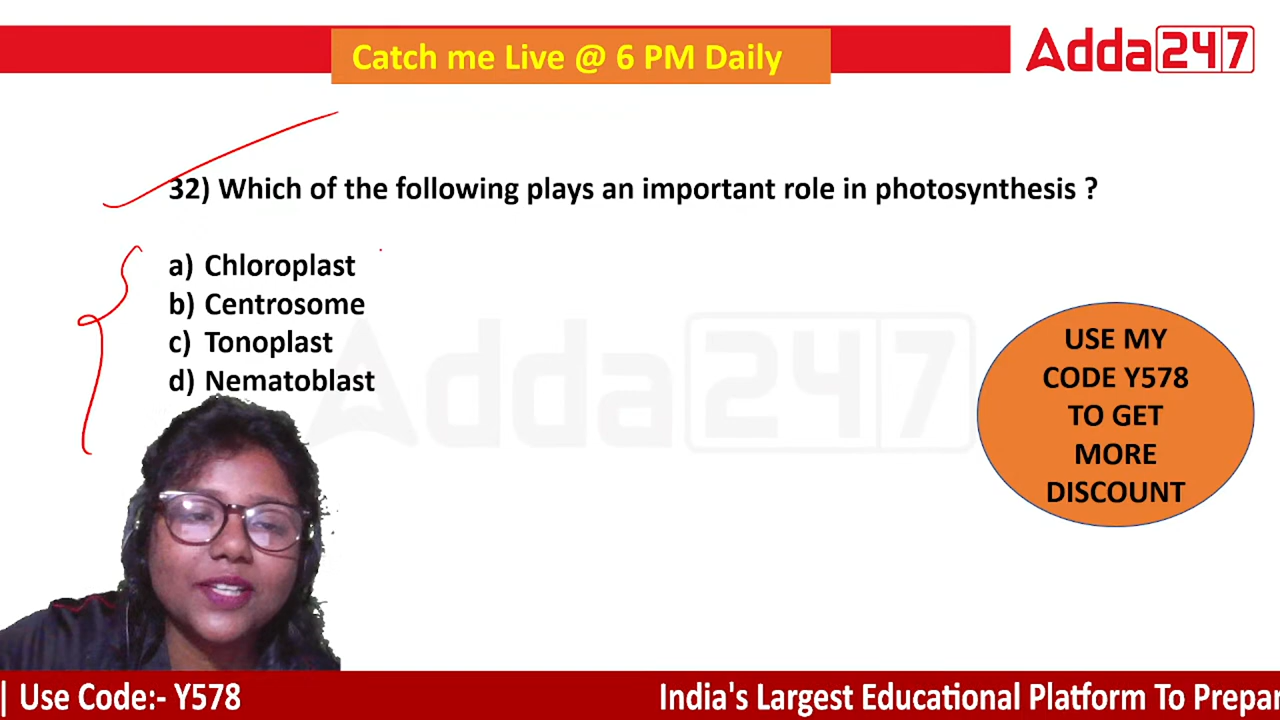 Catch me Live @ 6 PM Daily
Adda247
32) Which of the following plays an important role in photosynthesis ?
a) Chloroplast
b) Centrosome
c) Tonoplast
d) Nematoblast
Adda247
USE MY
CODE Y578
TO GET
MORE
DISCOUNT
| Use Code:- Y578
India's Largest Educational Platform To Prepar